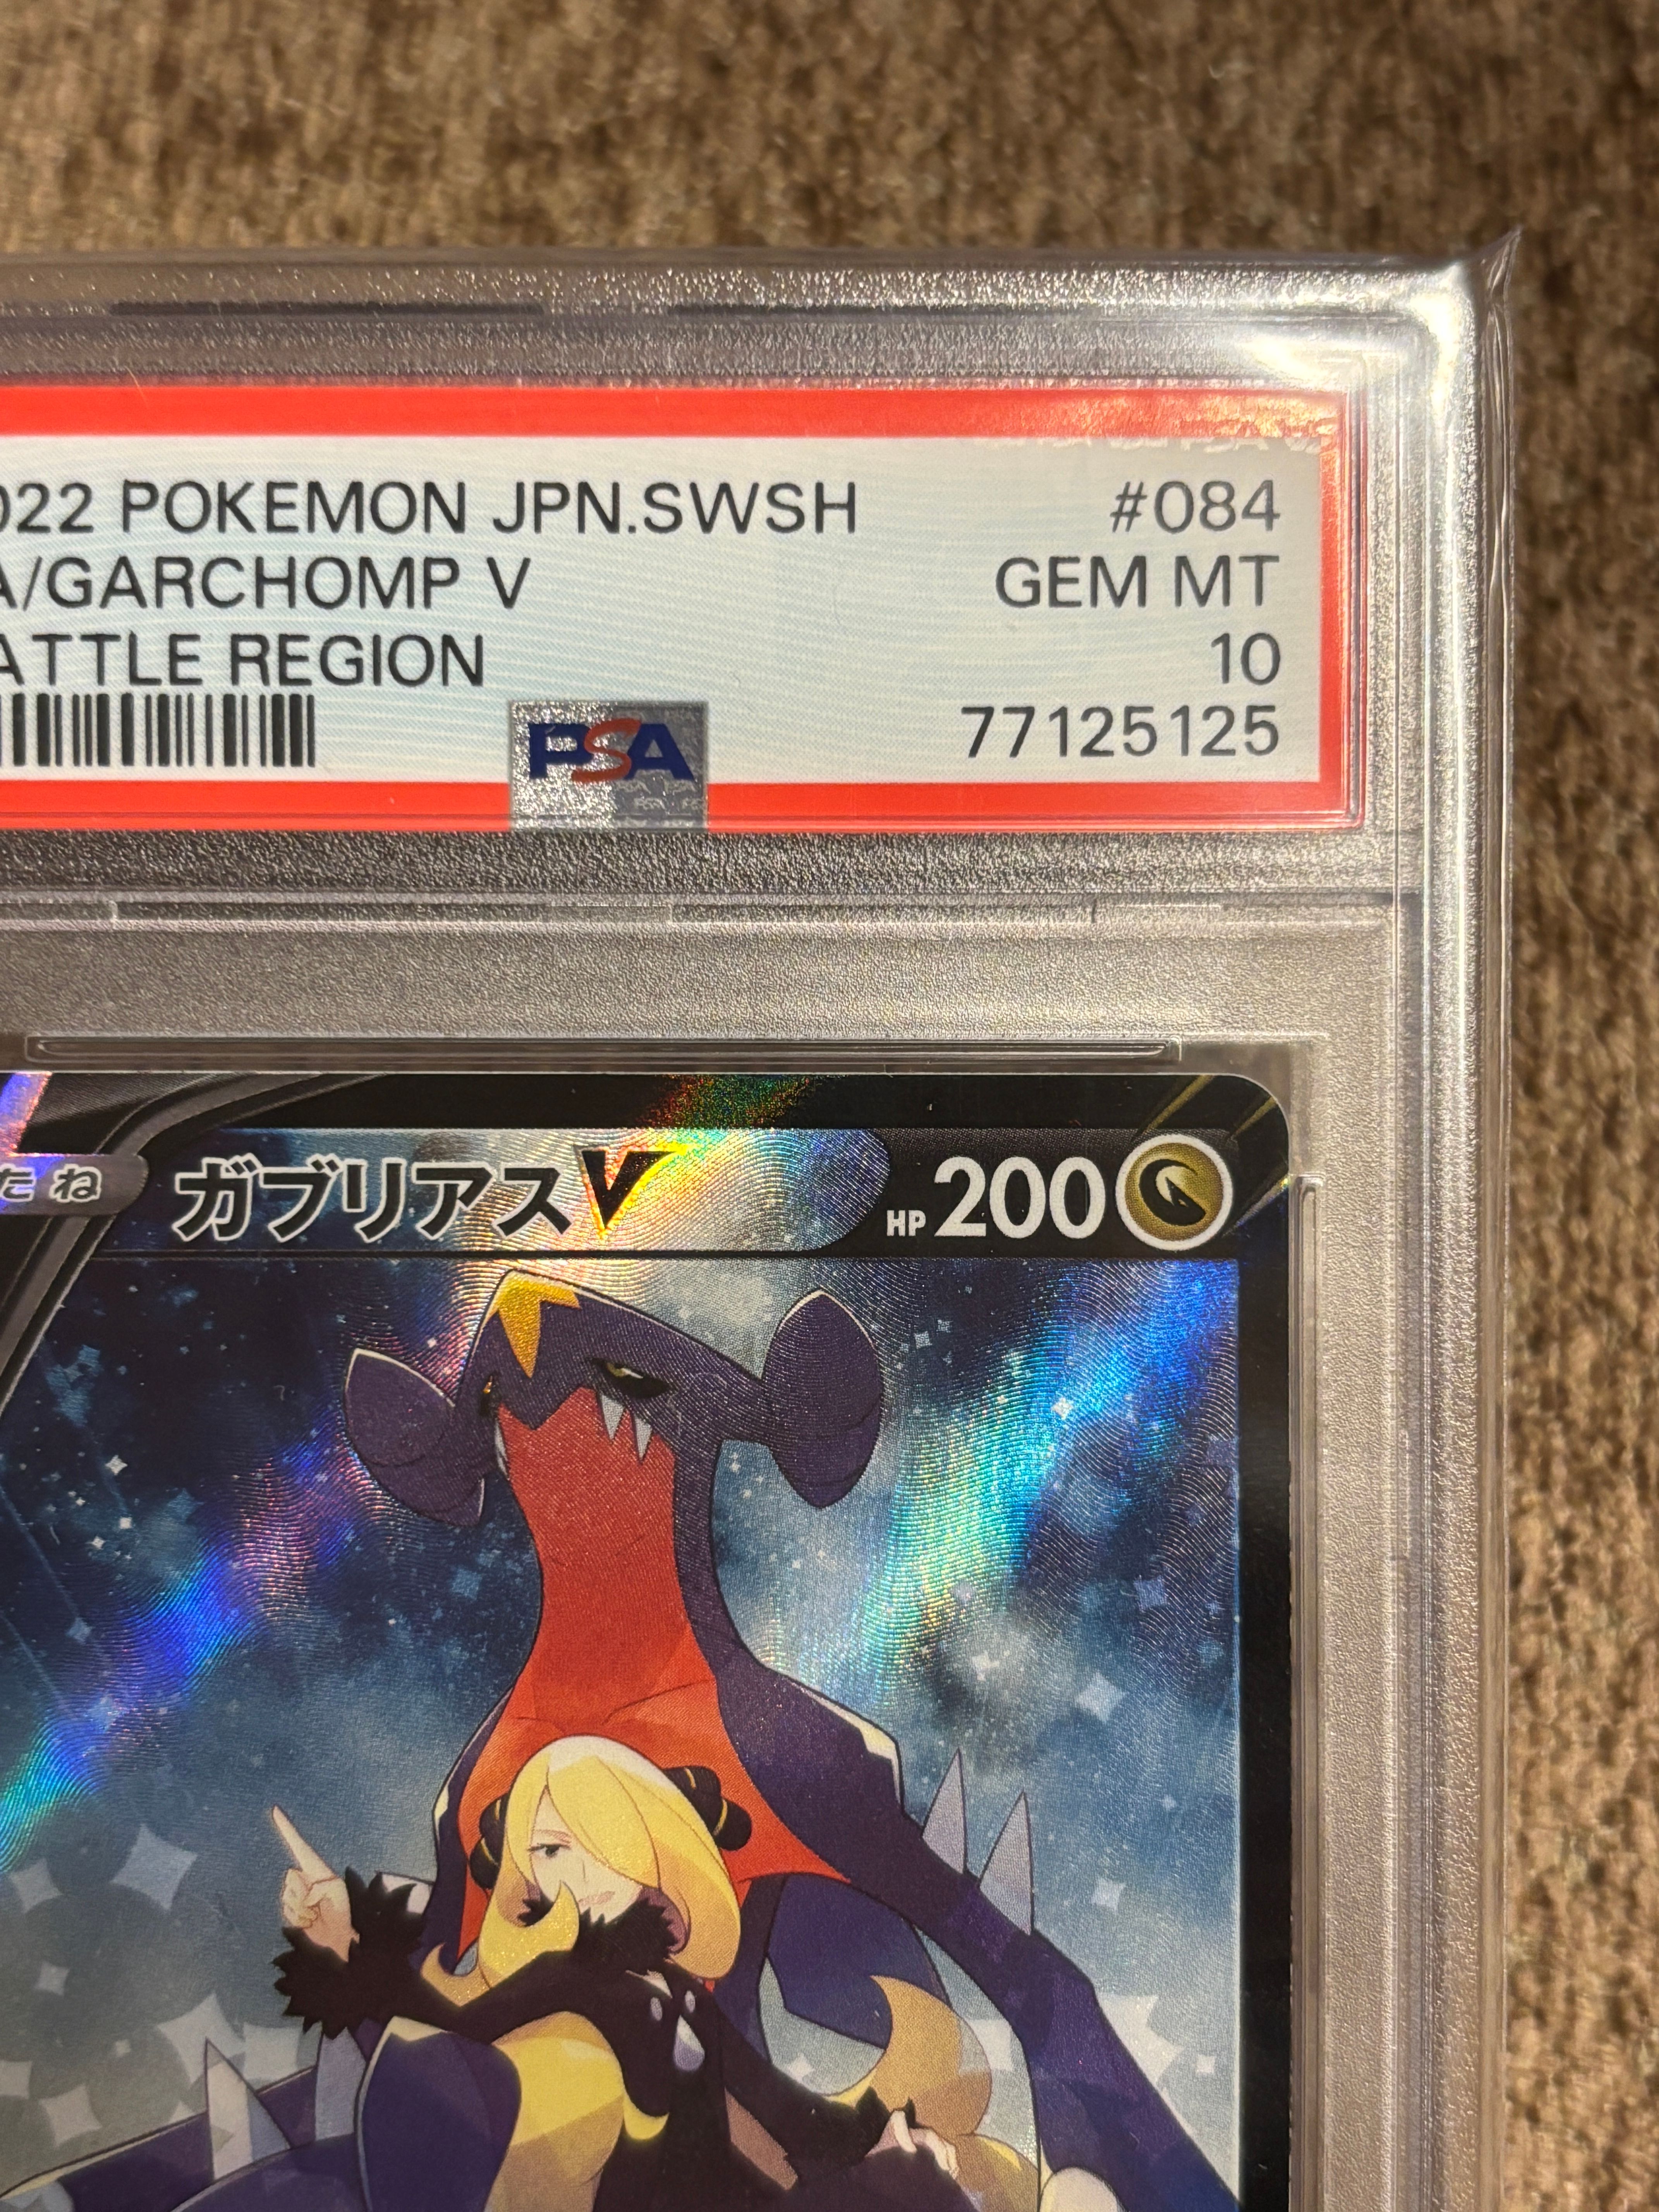 022 POKEMON JPN.SWSH #084
A/GARCHOMP V GEM MT
ATTLE REGION 10
PSA 77125125
たね ガブリアスV HP200